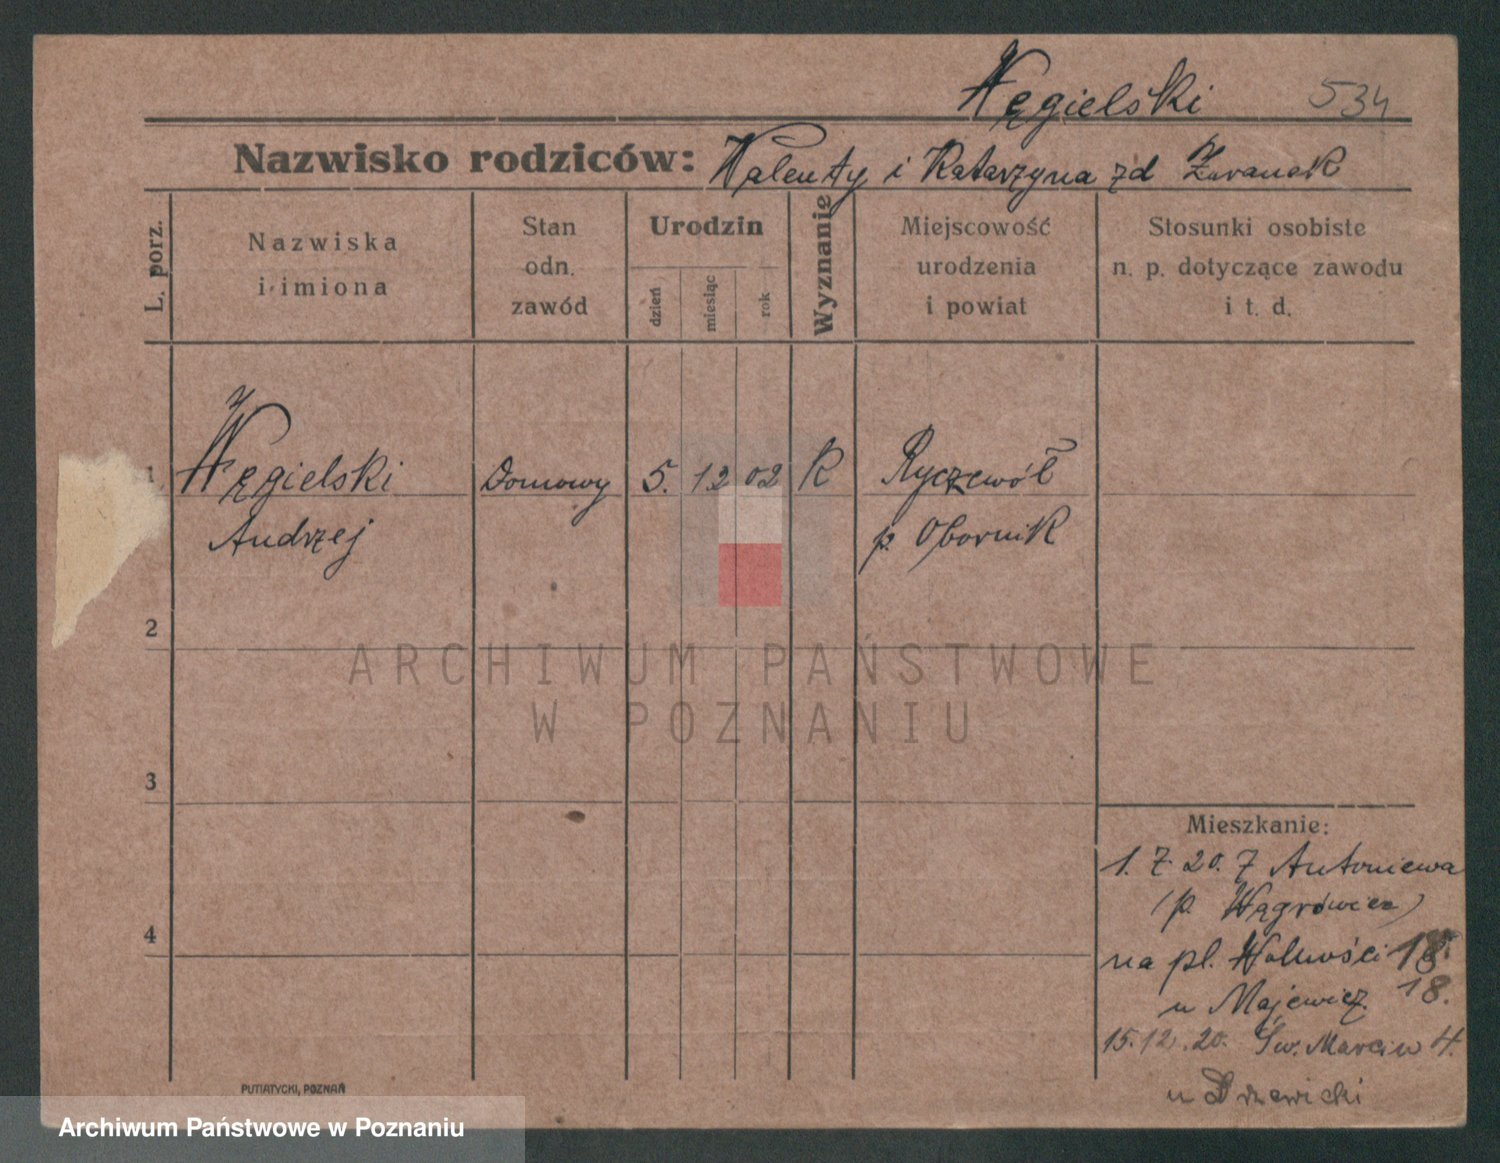 Węgielski 534
Nazwisko rodziców: Walenty i Katarzyna zd Żuranek
L. porz.
Nazwiska
i imiona
Stan
odn.
zawód
Urodzin
dzień
miesiąc
rok
Wyznanie
Miejscowość
urodzenia
i powiat
Stosunki osobiste
n. p. dotyczące zawodu
i t. d.
1 Węgielski Domowy 5. 12 02 K Ryczewół
Andrzej p. Obornik
2
ARCHIWUM PAŃSTWOWE
W POZNANIU
3
Mieszkanie:
1. 7. 20. z Antoniewa
(p. Wągrówiec)
4
na pl. Wolności 18.
u Majewicz. 18.
15.12.20. Św. Marcin 4.
u Drzewicki
PUTIATYCKI, POZNAŃ
Archiwum Państwowe w Poznaniu